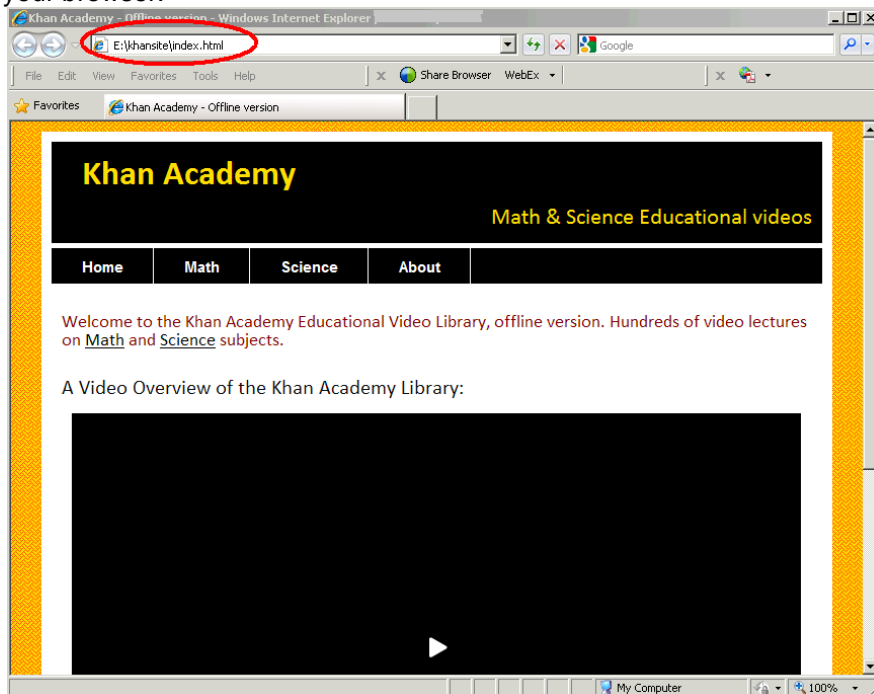 your browser.
Khan Academy - Offline version - Windows Internet Explorer
E:\khansite\index.html
Google
File Edit View Favorites Tools Help x Share Browser WebEx x
Favorites Khan Academy - Offline version
Khan Academy
Math & Science Educational videos
Home Math Science About
Welcome to the Khan Academy Educational Video Library, offline version. Hundreds of video lectures
on Math and Science subjects.
A Video Overview of the Khan Academy Library:
My Computer 100%